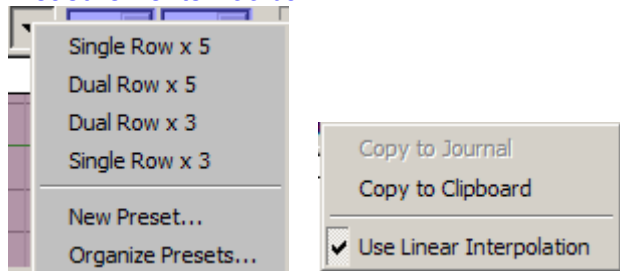 Single Row x 5
Dual Row x 5
Dual Row x 3
Single Row x 3
New Preset...
Organize Presets...
Copy to Journal
Copy to Clipboard
Use Linear Interpolation